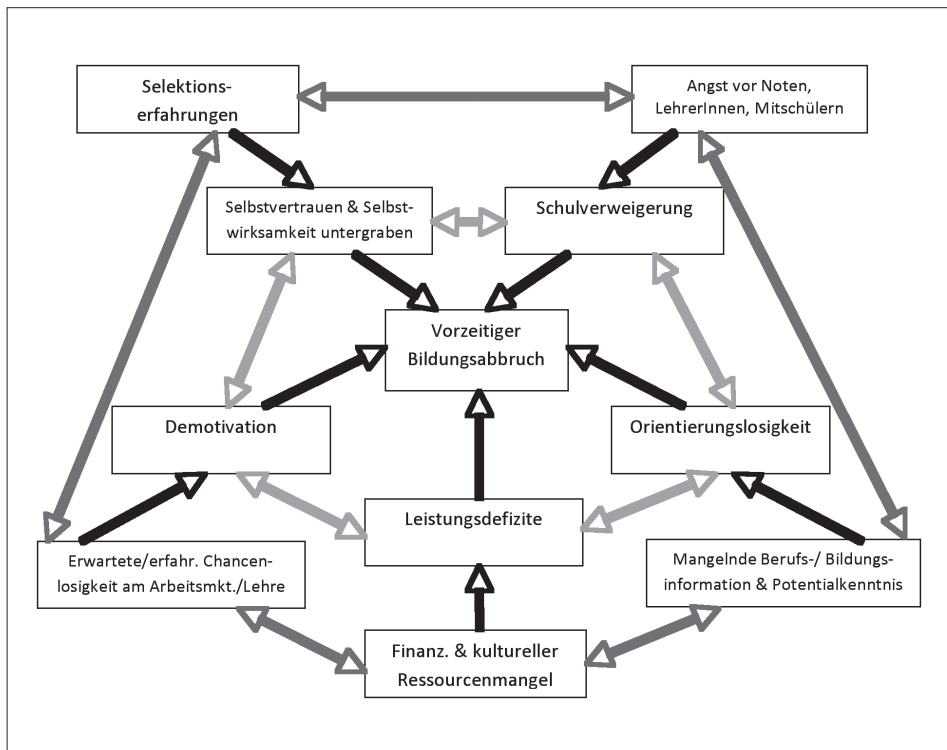 Selektions-
erfahrungen
Angst vor Noten,
LehrerInnen, Mitschülern
Selbstvertrauen & Selbst-
wirksamkeit untergraben
Schulverweigerung
Vorzeitiger
Bildungsabbruch
Demotivation
Orientierungslosigkeit
Leistungsdefizite
Erwartete/erfahr. Chancen-
losigkeit am Arbeitsmkt./Lehre
Mangelnde Berufs-/ Bildungs-
information & Potentialkenntnis
Finanz. & kultureller
Ressourcenmangel